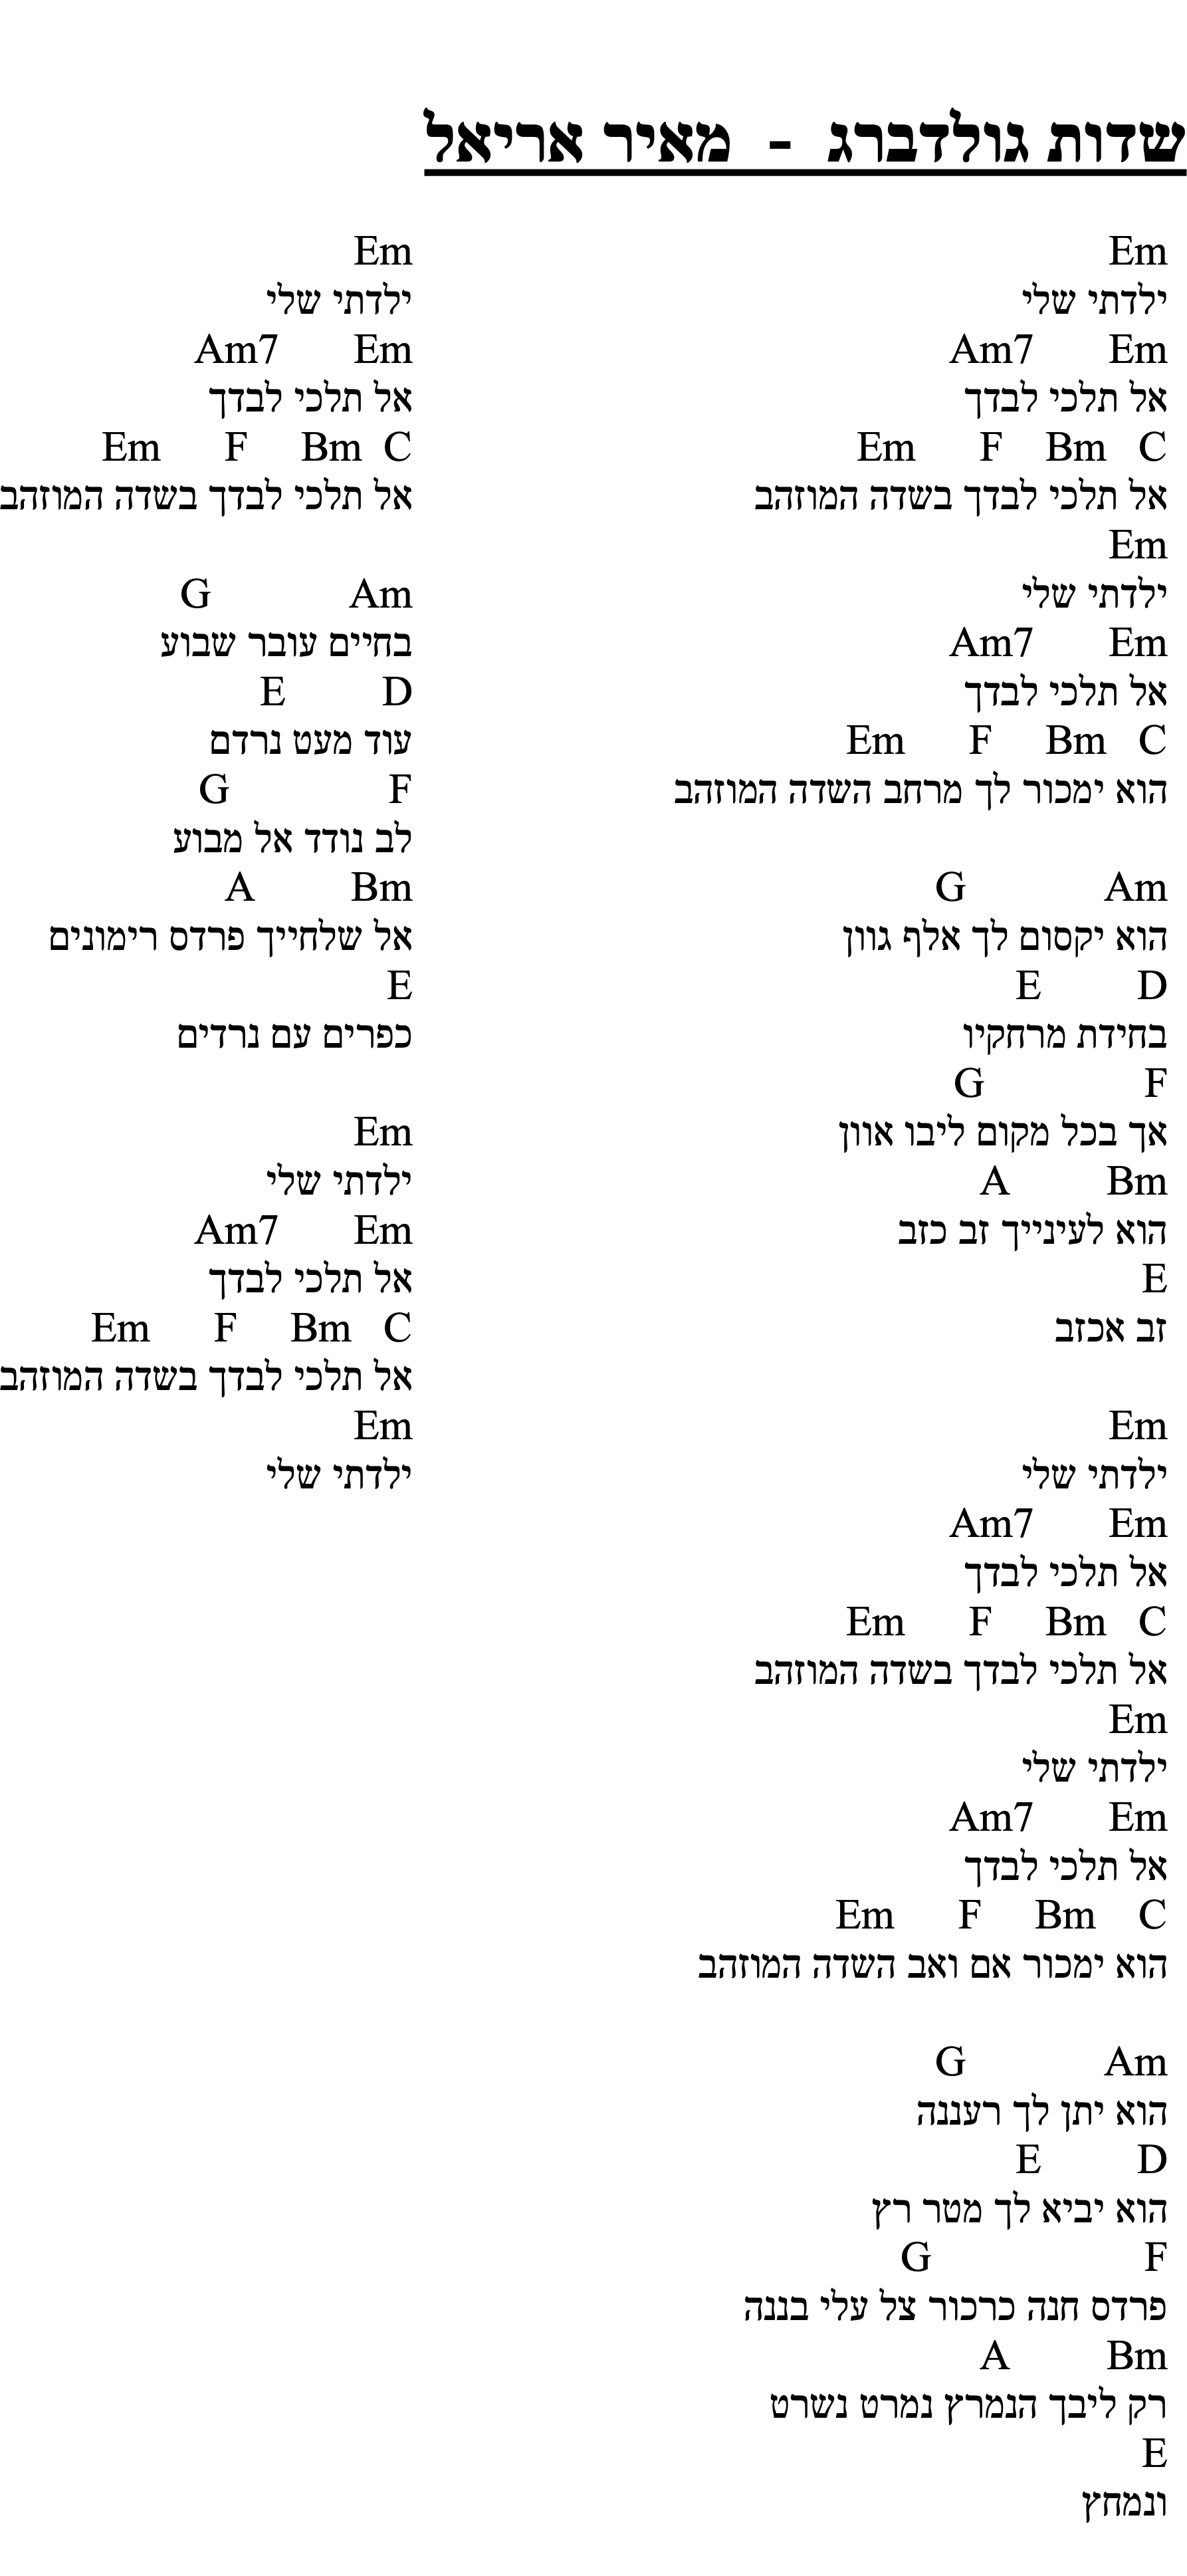 שדות גולדברג - מאיר אריאל
Em
ילדתי שלי
Em Am7
אל תלכי לבדך
C Bm F Em
אל תלכי לבדך בשדה המוזהב
Em
ילדתי שלי
Em Am7
אל תלכי לבדך
C Bm F Em
הוא ימכור לך מרחב השדה המוזהב
Am G
הוא יקסום לך אלף גוון
D E
בחידת מרחקיו
F G
אך בכל מקום ליבו אוון
Bm A
הוא לעינייך זב כזב
E
זב אכזב
Em
ילדתי שלי
Em Am7
אל תלכי לבדך
C Bm F Em
אל תלכי לבדך בשדה המוזהב
Em
ילדתי שלי
Em Am7
אל תלכי לבדך
C Bm F Em
הוא ימכור אם ואב השדה המוזהב
Am G
הוא יתן לך רעננה
D E
הוא יביא לך מטר רץ
F G
פרדס חנה כרכור צל עלי בננה
Bm A
רק ליבך הנמרץ נמרט נשרט
E
ונמחץ
Em
ילדתי שלי
Em Am7
אל תלכי לבדך
C Bm F Em
אל תלכי לבדך בשדה המוזהב
Am G
בחיים עובר שבוע
D E
עוד מעט נרדם
F G
לב נודד אל מבוע
Bm A
אל שלחייך פרדס רימונים
E
כפרים עם נרדים
Em
ילדתי שלי
Em Am7
אל תלכי לבדך
C Bm F Em
אל תלכי לבדך בשדה המוזהב
Em
ילדתי שלי